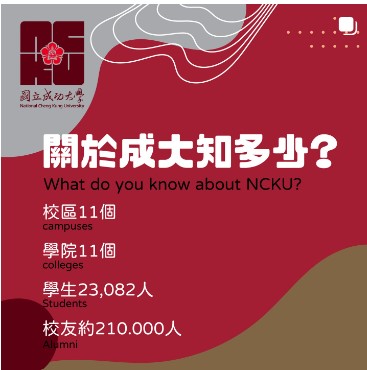 國立成功大學
National Cheng Kung University
關於成大知多少?
What do you know about NCKU?
校區11個
campuses
學院11個
colleges
學生23,082人
Students
校友約210.000人
Alumni